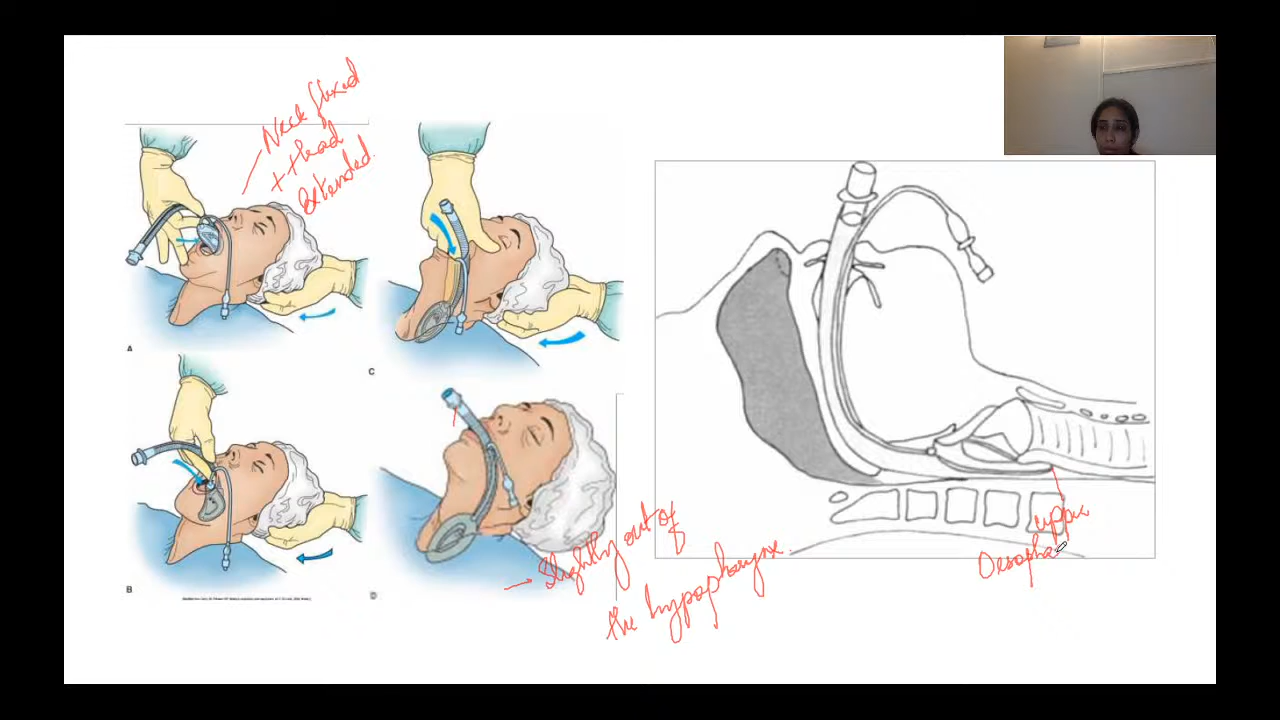 Neck flexed
+ Head
Extended.
A
C
B
D
→ Slightly out of
the hypopharynx.
upper
Oesopha